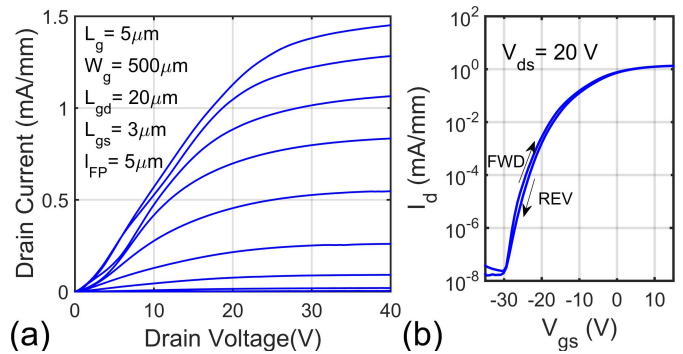 Drain Current (mA/mm)
1.5
1
0.5
0
L_g = 5μm
W_g = 500μm
L_gd = 20μm
L_gs = 3μm
I_FP = 5μm
0 10 20 30 40
Drain Voltage(V)
(a)
I_d (mA/mm)
10^2
10^0
10^-2
10^-4
10^-6
10^-8
V_ds = 20 V
FWD
REV
-30 -20 -10 0 10
V_gs (V)
(b)